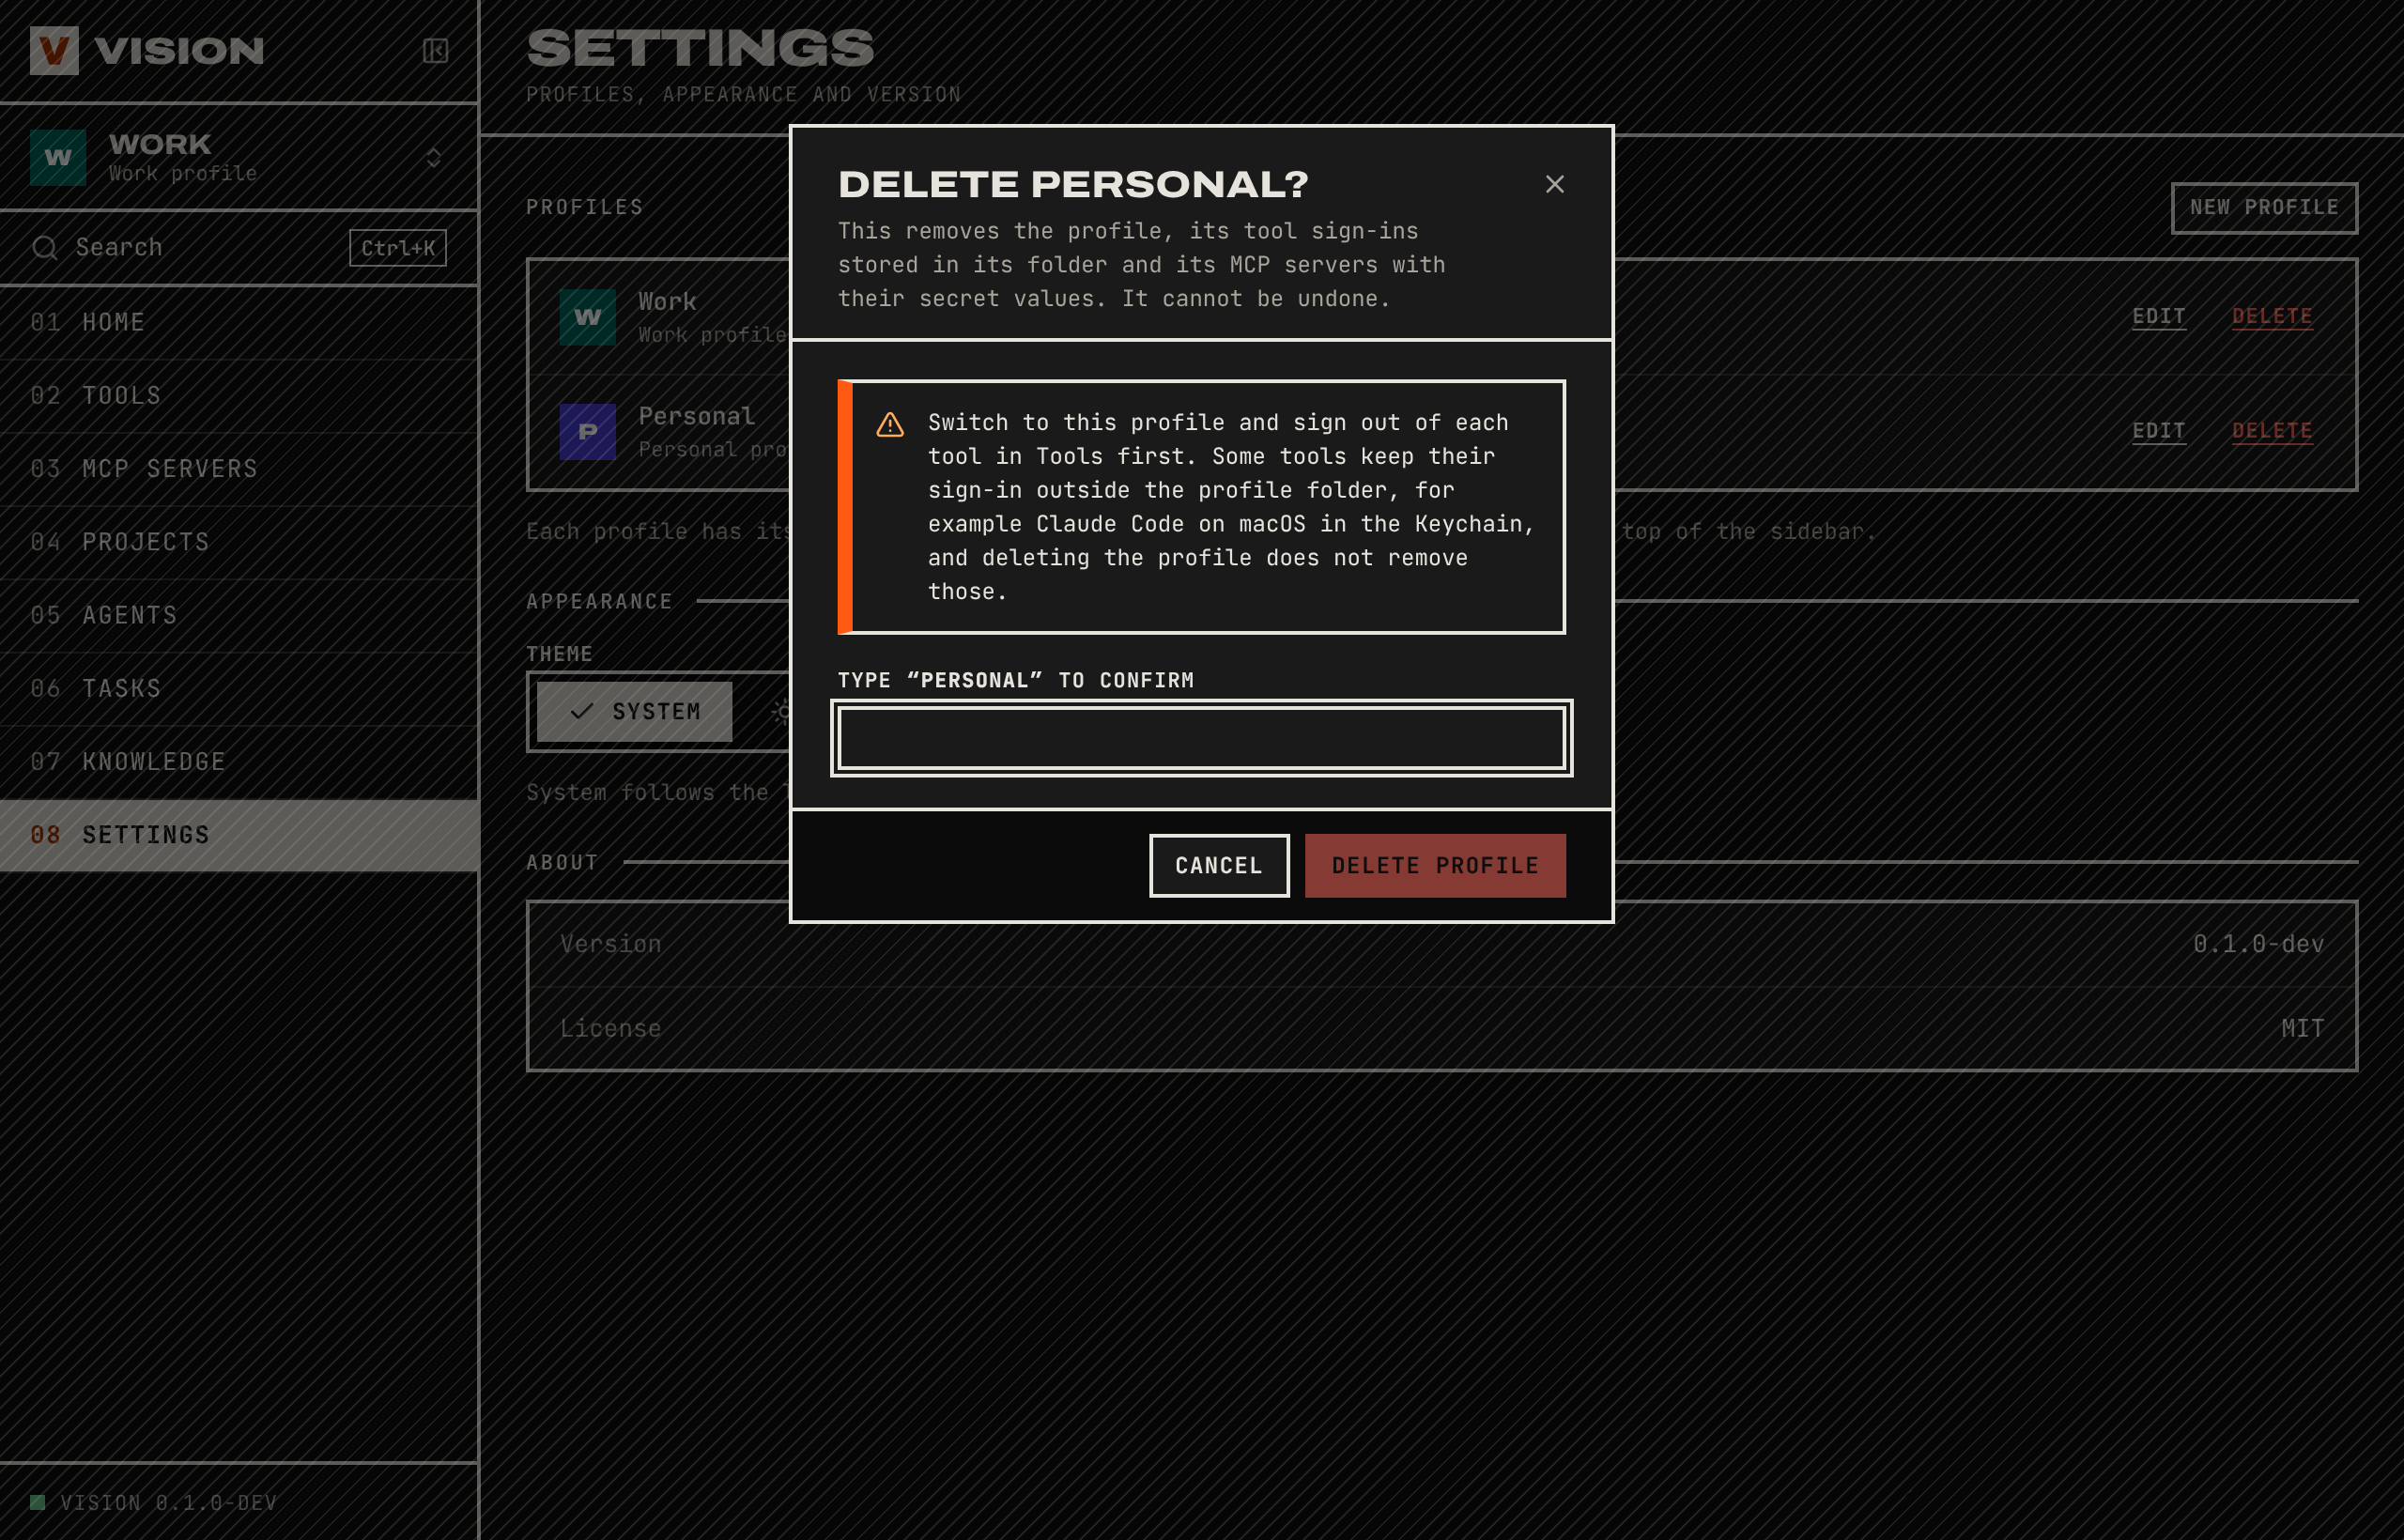 V VISION
W WORK
Work profile
Search Ctrl+K
01 HOME
02 TOOLS
03 MCP SERVERS
04 PROJECTS
05 AGENTS
06 TASKS
07 KNOWLEDGE
08 SETTINGS
VISION 0.1.0-DEV
SETTINGS
PROFILES, APPEARANCE AND VERSION
PROFILES
NEW PROFILE
W Work
Work profile
EDIT DELETE
P Personal
Personal
EDIT DELETE
Each profile has its
top of the sidebar.
APPEARANCE
THEME
SYSTEM
System follows the
ABOUT
Version 0.1.0-dev
License MIT
DELETE PERSONAL?
This removes the profile, its tool sign-ins
stored in its folder and its MCP servers with
their secret values. It cannot be undone.
Switch to this profile and sign out of each
tool in Tools first. Some tools keep their
sign-in outside the profile folder, for
example Claude Code on macOS in the Keychain,
and deleting the profile does not remove
those.
TYPE “PERSONAL” TO CONFIRM
CANCEL
DELETE PROFILE